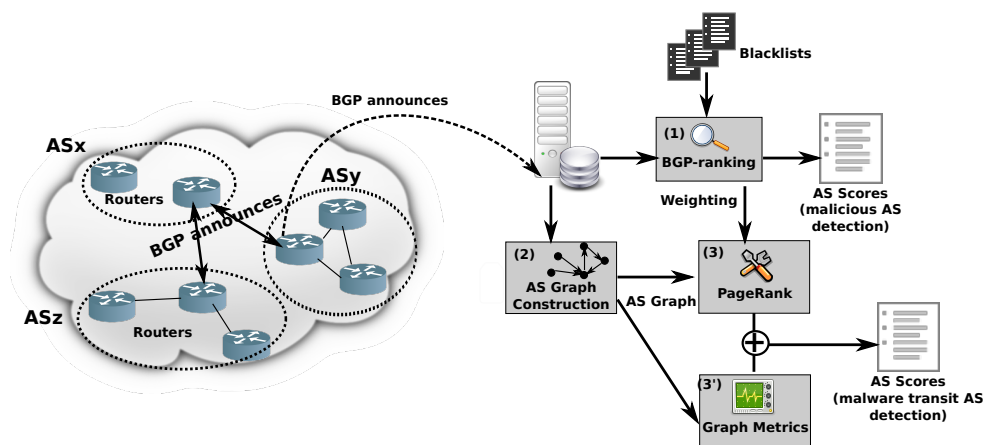 Blacklists
BGP announces
(1)
BGP-ranking
ASx
ASy
Routers
BGP announces
AS Scores
(malicious AS
detection)
Weighting
(2)
AS Graph
Construction
(3)
PageRank
AS Graph
ASz
Routers
(3')
Graph Metrics
AS Scores
(malware transit AS
detection)